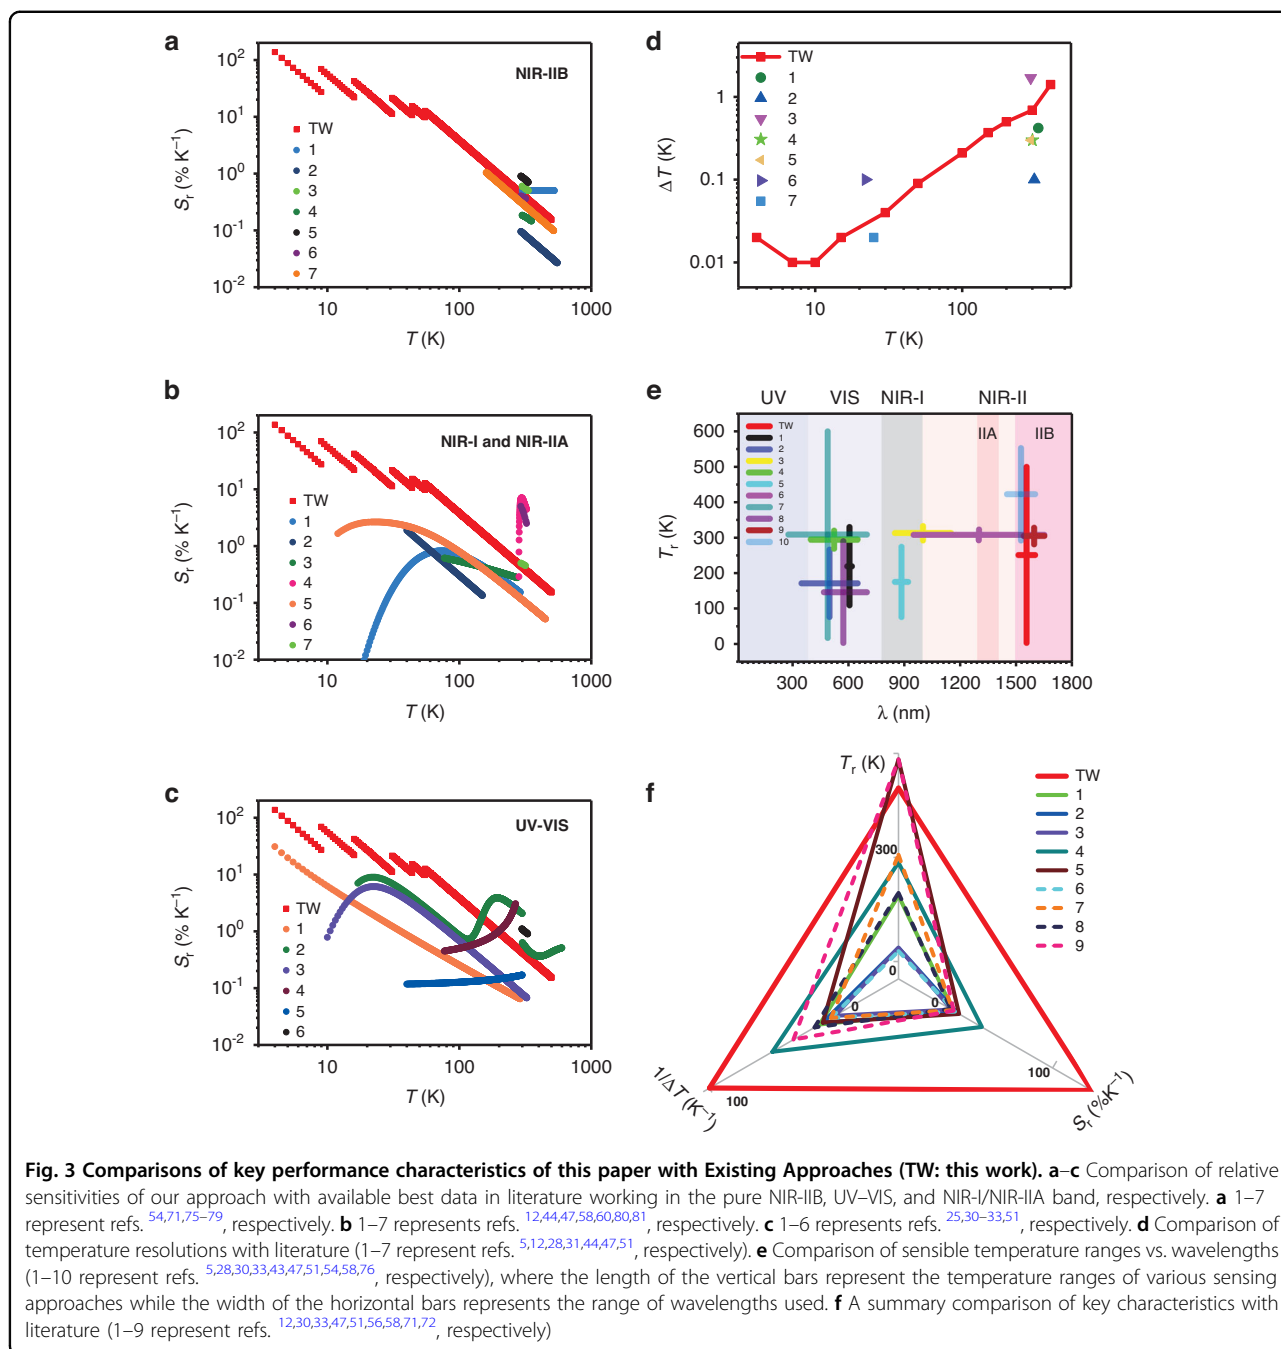 a
10² 10¹ 10⁰ 10⁻¹ 10⁻²
Sr (% K⁻¹)
NIR-IIB
TW
1
2
3
4
5
6
7
10 100 1000
T (K)
d
1 0.1 0.01
ΔT (K)
TW
1
2
3
4
5
6
7
10 100
T (K)
b
10² 10¹ 10⁰ 10⁻¹ 10⁻²
Sr (% K⁻¹)
NIR-I and NIR-IIA
TW
1
2
3
4
5
6
7
10 100 1000
T (K)
e
UV VIS NIR-I NIR-II
IIA IIB
600 500 400 300 200 100 0
Tr (K)
TW
1
2
3
4
5
6
7
8
9
10
300 600 900 1200 1500 1800
λ (nm)
c
10² 10¹ 10⁰ 10⁻¹ 10⁻²
Sr (% K⁻¹)
UV-VIS
TW
1
2
3
4
5
6
10 100 1000
T (K)
f
Tr (K)
300
0
0 0
100
100
1/ΔT (K⁻¹)
Sr (%K⁻¹)
TW
1
2
3
4
5
6
7
8
9
Fig. 3 Comparisons of key performance characteristics of this paper with Existing Approaches (TW: this work). a–c Comparison of relative
sensitivities of our approach with available best data in literature working in the pure NIR-IIB, UV–VIS, and NIR-I/NIR-IIA band, respectively. a 1–7
represent refs. 54,71,75–79, respectively. b 1–7 represents refs. 12,44,47,58,60,80,81, respectively. c 1–6 represents refs. 25,30–33,51, respectively. d Comparison of
temperature resolutions with literature (1–7 represent refs. 5,12,28,31,44,47,51, respectively). e Comparison of sensible temperature ranges vs. wavelengths
(1–10 represent refs. 5,28,30,33,43,47,51,54,58,76, respectively), where the length of the vertical bars represent the temperature ranges of various sensing
approaches while the width of the horizontal bars represents the range of wavelengths used. f A summary comparison of key characteristics with
literature (1–9 represent refs. 12,30,33,47,51,56,58,71,72, respectively)